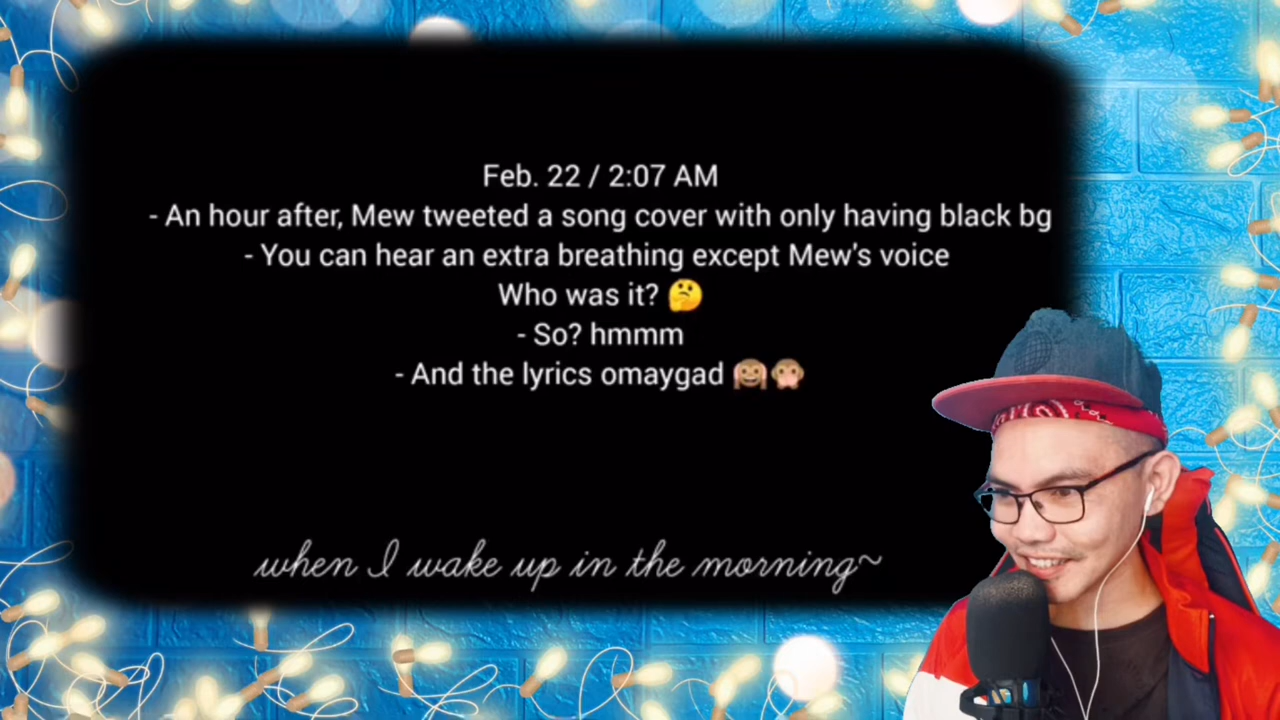 Feb. 22 / 2:07 AM
- An hour after, Mew tweeted a song cover with only having black bg
- You can hear an extra breathing except Mew's voice
Who was it? 🤔
- So? hmmm
- And the lyrics omaygad 🙉🙊
when I wake up in the morning~